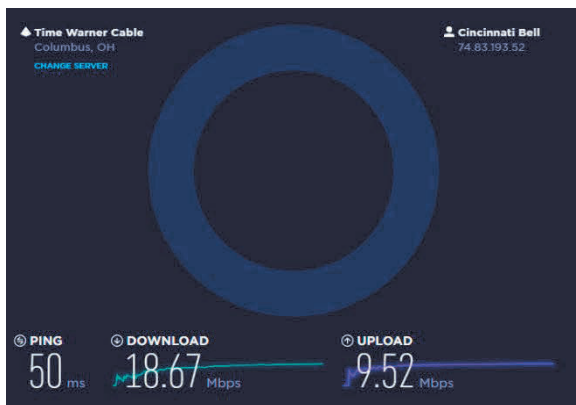 Time Warner Cable
Columbus, OH
CHANGE SERVER
Cincinnati Bell
74.83.193.52
PING
50 ms
DOWNLOAD
18.67 Mbps
UPLOAD
9.52 Mbps